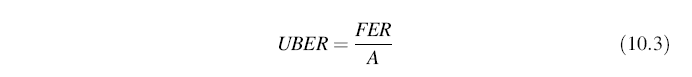 UBER = FER / A (10.3)